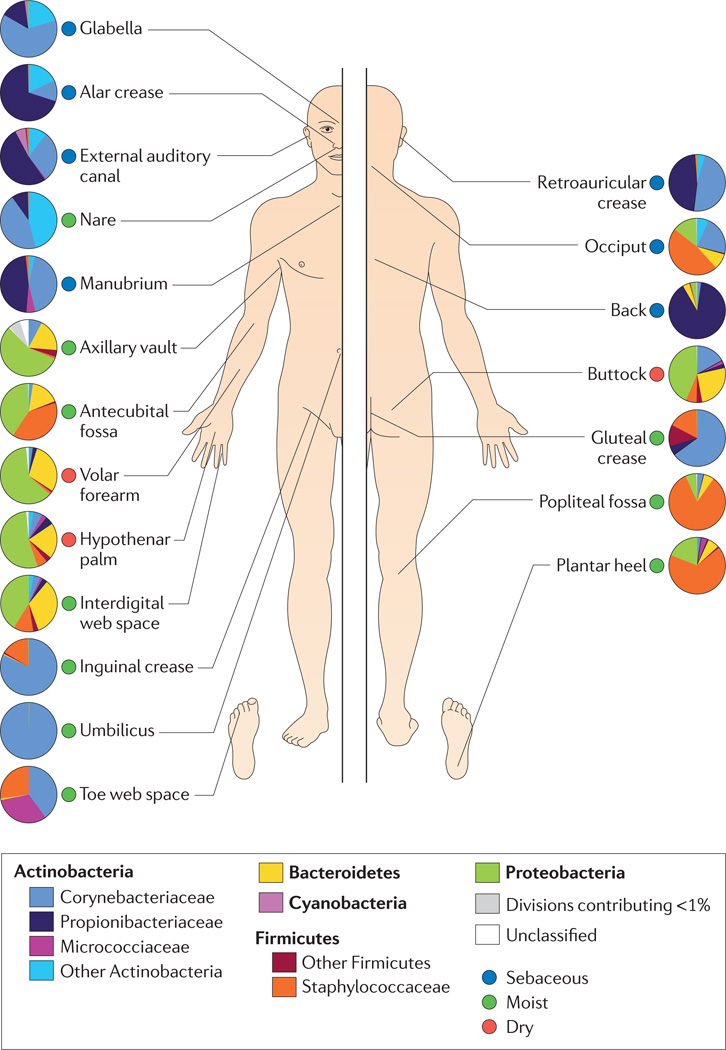 Glabella
Alar crease
External auditory
canal
Nare
Manubrium
Axillary vault
Antecubital
fossa
Volar
forearm
Hypothenar
palm
Interdigital
web space
Inguinal crease
Umbilicus
Toe web space
Retroauricular
crease
Occiput
Back
Buttock
Gluteal
crease
Popliteal fossa
Plantar heel
Actinobacteria
Corynebacteriaceae
Propionibacteriaceae
Micrococciaceae
Other Actinobacteria
Bacteroidetes
Cyanobacteria
Firmicutes
Other Firmicutes
Staphylococcaceae
Proteobacteria
Divisions contributing <1%
Unclassified
Sebaceous
Moist
Dry